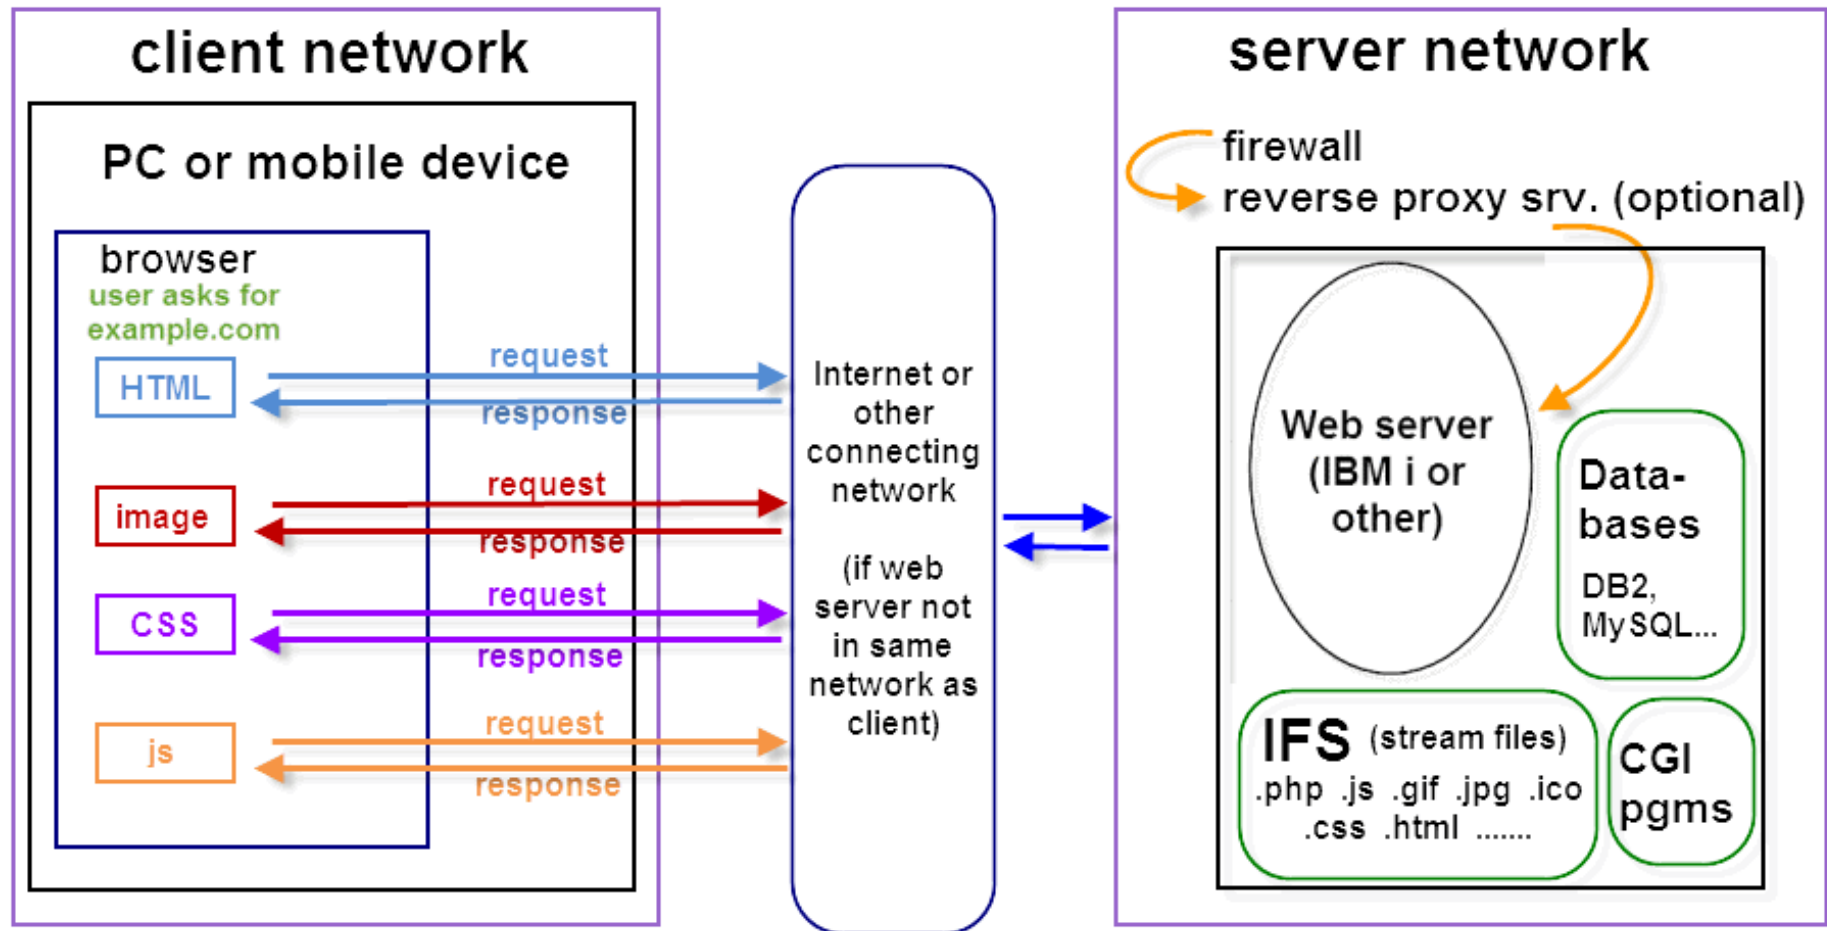 client network
PC or mobile device
browser
user asks for
example.com
HTML
request
response
image
request
response
CSS
request
response
js
request
response
Internet or
other
connecting
network
(if web
server not
in same
network as
client)
server network
firewall
reverse proxy srv. (optional)
Web server
(IBM i or
other)
Data-
bases
DB2,
MySQL...
IFS (stream files)
.php .js .gif .jpg .ico
.css .html .......
CGI
pgms